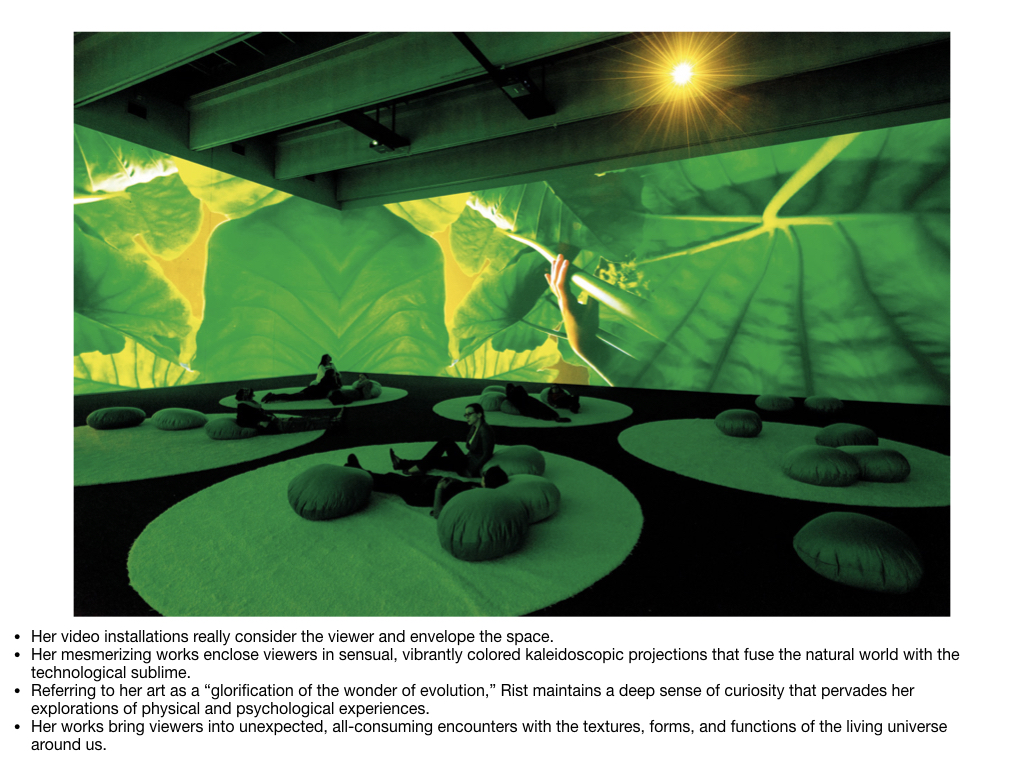 • Her video installations really consider the viewer and envelope the space.
• Her mesmerizing works enclose viewers in sensual, vibrantly colored kaleidoscopic projections that fuse the natural world with the
technological sublime.
• Referring to her art as a “glorification of the wonder of evolution,” Rist maintains a deep sense of curiosity that pervades her
explorations of physical and psychological experiences.
• Her works bring viewers into unexpected, all-consuming encounters with the textures, forms, and functions of the living universe
around us.